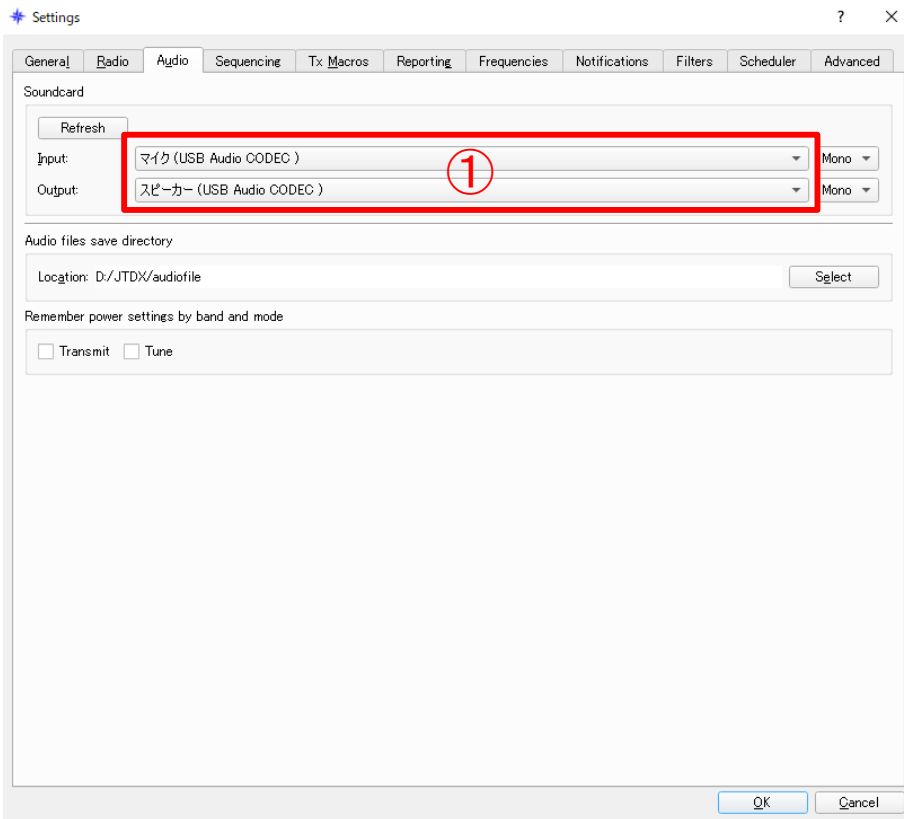 Settings ?
General Radio Audio Sequencing Tx Macros Reporting Frequencies Notifications Filters Scheduler Advanced
Soundcard
Refresh
Input: マイク (USB Audio CODEC ) Mono
①
Output: スピーカー (USB Audio CODEC ) Mono
Audio files save directory
Location: D:/JTDX/audiofile Select
Remember power settings by band and mode
Transmit Tune
OK Cancel